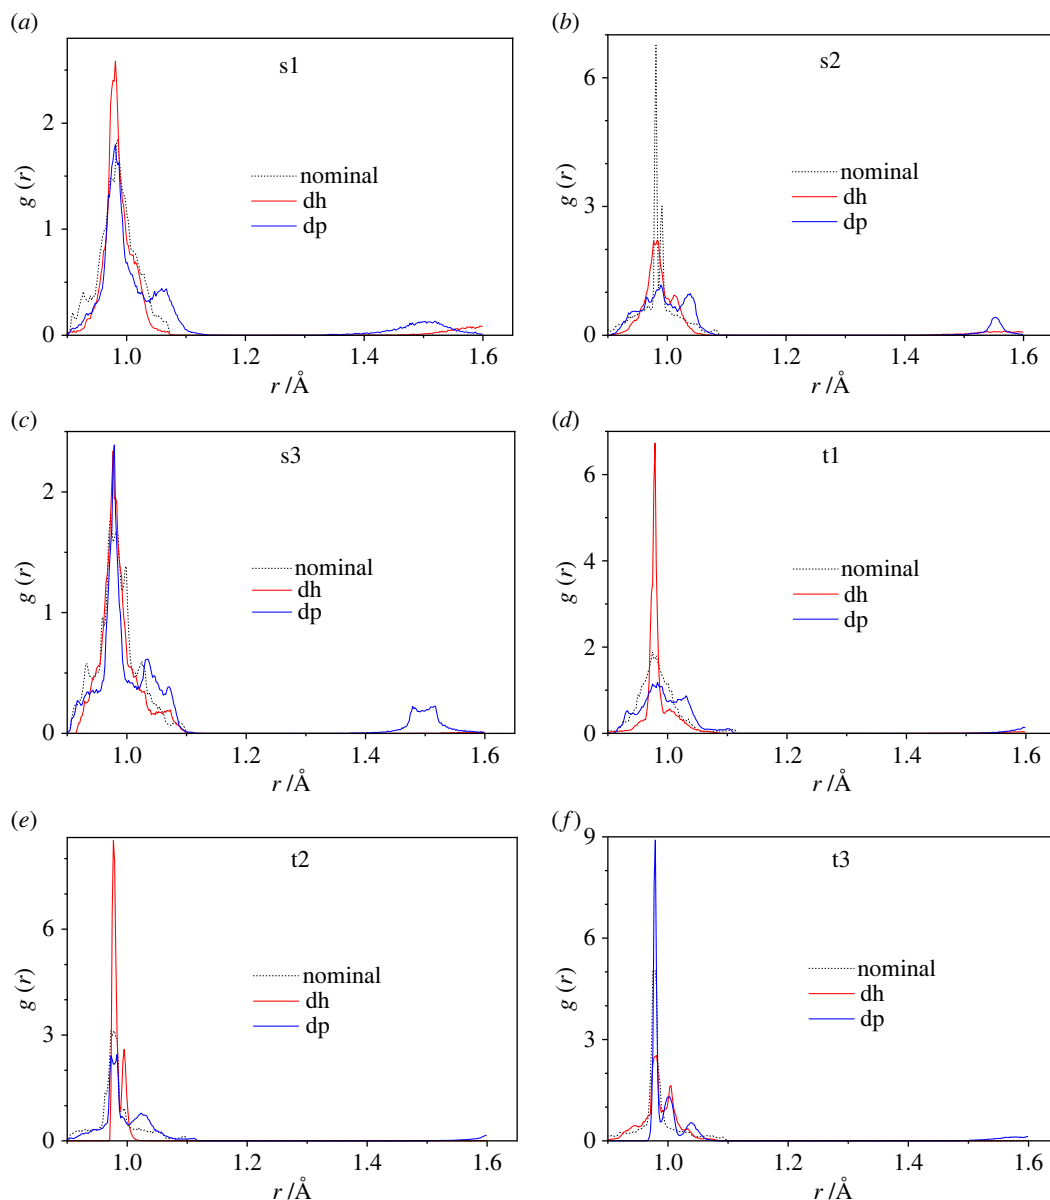 (a)
s1
2
1
0
g (r)
nominal
dh
dp
1.0
1.2
1.4
1.6
r /Å
(b)
s2
6
3
0
g (r)
nominal
dh
dp
1.0
1.2
1.4
1.6
r /Å
(c)
s3
2
1
0
g (r)
nominal
dh
dp
1.0
1.2
1.4
1.6
r /Å
(d)
t1
6
4
2
0
g (r)
nominal
dh
dp
1.0
1.2
1.4
1.6
r /Å
(e)
t2
6
3
0
g (r)
nominal
dh
dp
1.0
1.2
1.4
1.6
r /Å
(f)
t3
9
6
3
0
g (r)
nominal
dh
dp
1.0
1.2
1.4
1.6
r /Å